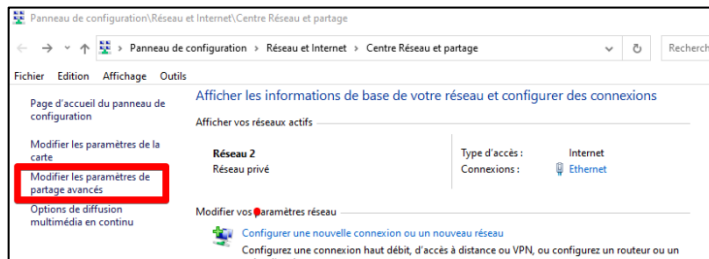 Panneau de configuration\Réseau et Internet\Centre Réseau et partage
Panneau de configuration > Réseau et Internet > Centre Réseau et partage
Recherch
Fichier Edition Affichage Outils
Page d'accueil du panneau de
configuration
Modifier les paramètres de la
carte
Modifier les paramètres de
partage avancés
Options de diffusion
multimédia en continu
Afficher les informations de base de votre réseau et configurer des connexions
Afficher vos réseaux actifs
Réseau 2
Réseau privé
Type d'accès : Internet
Connexions : Ethernet
Modifier vos paramètres réseau
Configurer une nouvelle connexion ou un nouveau réseau
Configurez une connexion haut débit, d'accès à distance ou VPN, ou configurez un routeur ou un